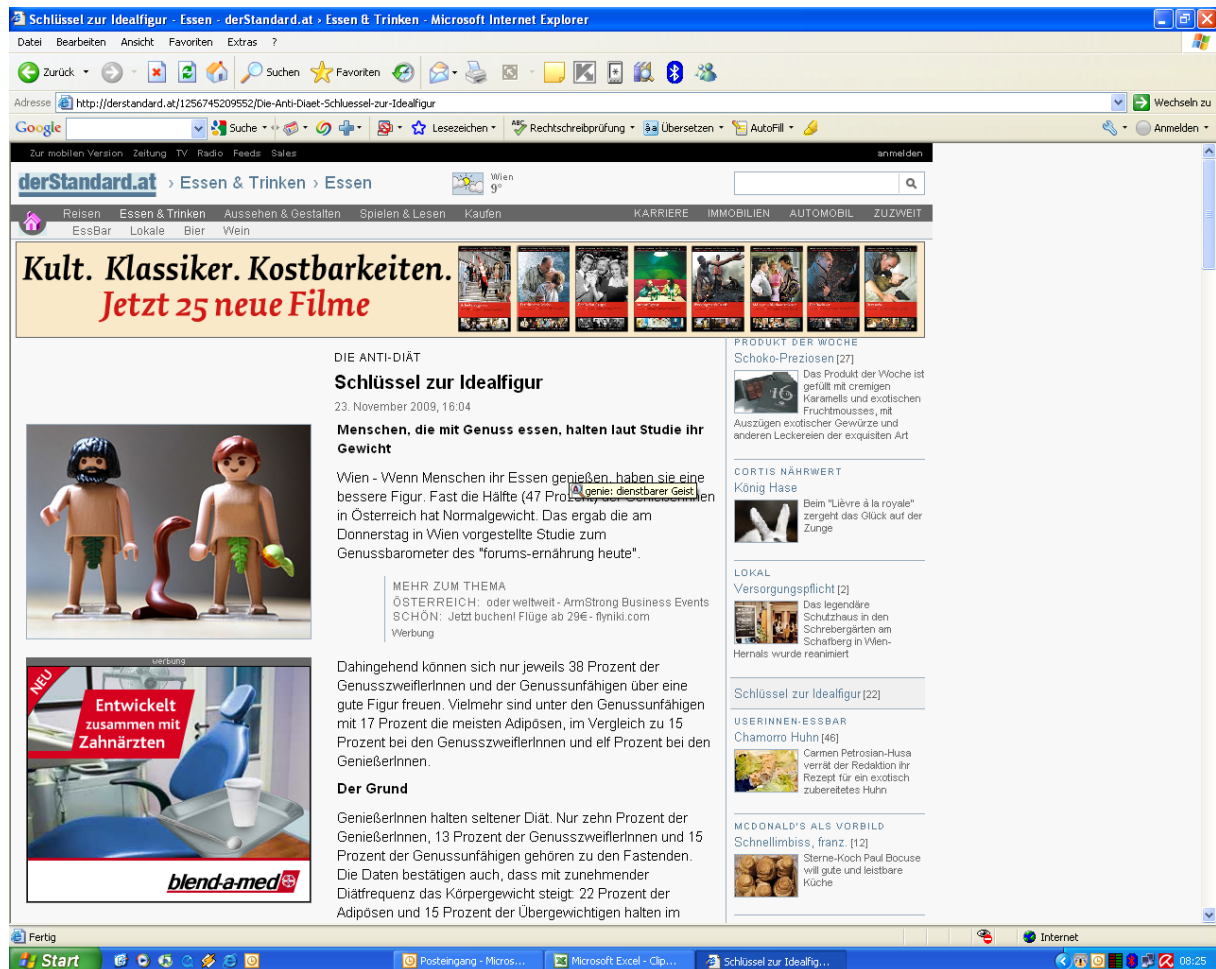 Schlüssel zur Idealfigur - Essen - derStandard.at › Essen & Trinken - Microsoft Internet Explorer
Datei Bearbeiten Ansicht Favoriten Extras ?
Zurück Suchen Favoriten
Adresse http://derstandard.at/1256745209552/Die-Anti-Diaet-Schluessel-zur-Idealfigur Wechseln zu
Google Suche Lesezeichen Rechtschreibprüfung Übersetzen AutoFill Anmelden
Zur mobilen Version Zeitung TV Radio Feeds Sales anmelden
derStandard.at › Essen & Trinken › Essen Wien
9°
Reisen Essen & Trinken Aussehen & Gestalten Spielen & Lesen Kaufen KARRIERE IMMOBILIEN AUTOMOBIL ZUZWEIT
EssBar Lokale Bier Wein
Kult. Klassiker. Kostbarkeiten.
Jetzt 25 neue Filme
DIE ANTI-DIÄT
Schlüssel zur Idealfigur
23. November 2009, 16:04
Menschen, die mit Genuss essen, halten laut Studie ihr
Gewicht
Wien - Wenn Menschen ihr Essen genießen, haben sie eine
genie: dienstbarer Geist
bessere Figur. Fast die Hälfte (47 Prozent) der GenießerInnen
in Österreich hat Normalgewicht. Das ergab die am
Donnerstag in Wien vorgestellte Studie zum
Genussbarometer des "forums-ernährung heute".
MEHR ZUM THEMA
ÖSTERREICH: oder weltweit - ArmStrong Business Events
SCHÖN: Jetzt buchen! Flüge ab 29€ - flyniki.com
Werbung
Dahingehend können sich nur jeweils 38 Prozent der
GenusszweiflerInnen und der Genussunfähigen über eine
gute Figur freuen. Vielmehr sind unter den Genussunfähigen
mit 17 Prozent die meisten Adipösen, im Vergleich zu 15
Prozent bei den GenusszweiflerInnen und elf Prozent bei den
GenießerInnen.
Der Grund
GenießerInnen halten seltener Diät. Nur zehn Prozent der
GenießerInnen, 13 Prozent der GenusszweiflerInnen und 15
Prozent der Genussunfähigen gehören zu den Fastenden.
Die Daten bestätigen auch, dass mit zunehmender
Diätfrequenz das Körpergewicht steigt: 22 Prozent der
Adipösen und 15 Prozent der Übergewichtigen halten im
werbung
NEU
Entwickelt
zusammen mit
Zahnärzten
blend-a-med
PRODUKT DER WOCHE
Schoko-Preziosen [27]
Das Produkt der Woche ist
gefüllt mit cremigen
Karamells und exotischen
Fruchtmousses, mit
Auszügen exotischer Gewürze und
anderen Leckereien der exquisiten Art
CORTIS NÄHRWERT
König Hase
Beim "Lièvre à la royale"
zergeht das Glück auf der
Zunge
LOKAL
Versorgungspflicht [2]
Das legendäre
Schutzhaus in den
Schrebergärten am
Schafberg in Wien-
Hernals wurde reanimiert
Schlüssel zur Idealfigur [22]
USERINNEN-ESSBAR
Chamorro Huhn [46]
Carmen Petrosian-Husa
verrät der Redaktion ihr
Rezept für ein exotisch
zubereitetes Huhn
MCDONALD'S ALS VORBILD
Schnellimbiss, franz. [12]
Sterne-Koch Paul Bocuse
will gute und leistbare
Küche
Fertig Internet
Start Posteingang - Micros... Microsoft Excel - Clip... Schlüssel zur Idealfig... 08:25